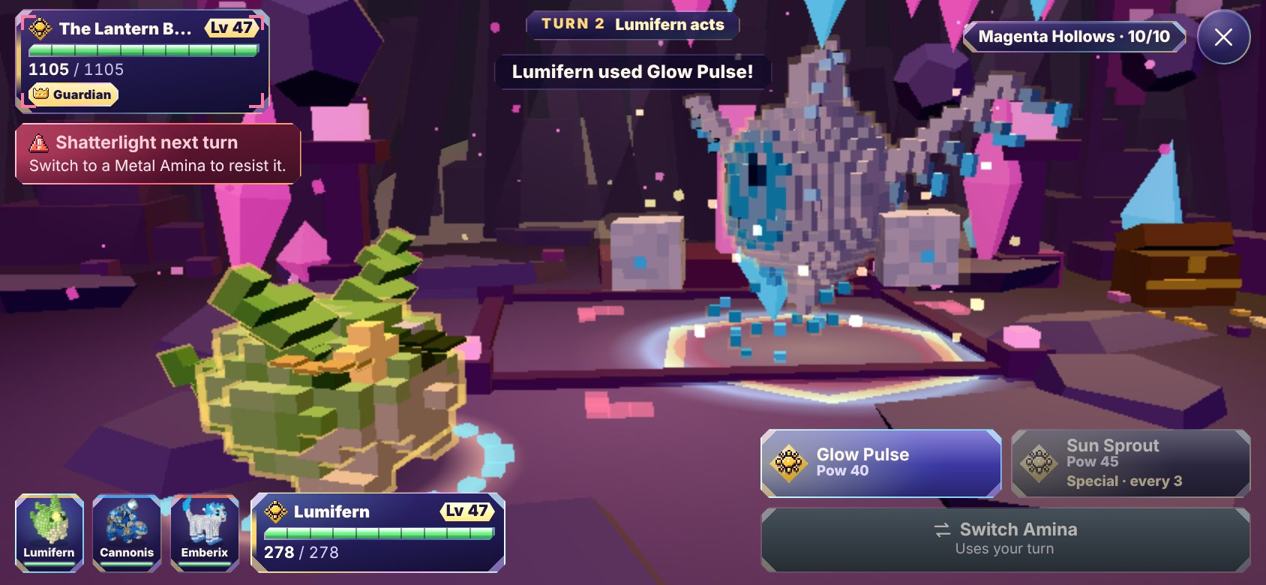 The Lantern B...
Lv 47
1105 / 1105
Guardian
Shatterlight next turn
Switch to a Metal Amina to resist it.
TURN 2 Lumifern acts
Lumifern used Glow Pulse!
Magenta Hollows · 10/10
Glow Pulse
Pow 40
Sun Sprout
Pow 45
Special · every 3
Switch Amina
Uses your turn
Lumifern
Cannonis
Emberix
Lumifern
Lv 47
278 / 278